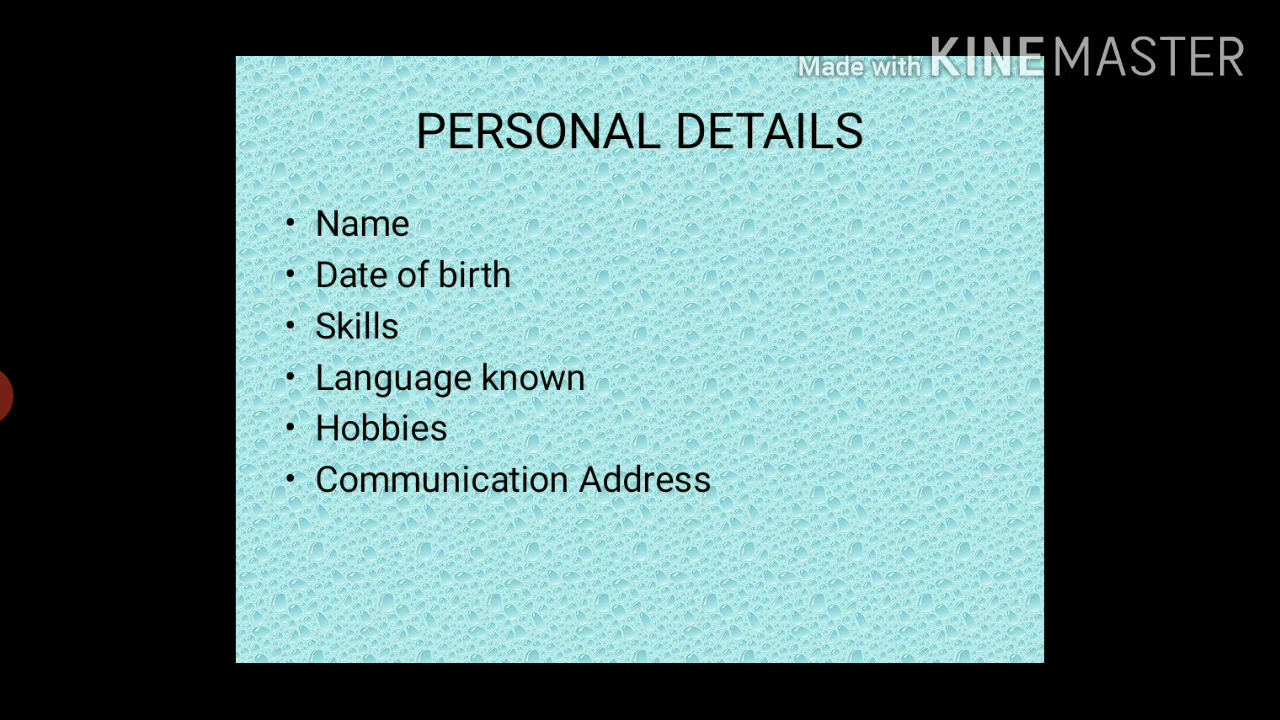 Made with KINEMASTER
PERSONAL DETAILS
• Name
• Date of birth
• Skills
• Language known
• Hobbies
• Communication Address